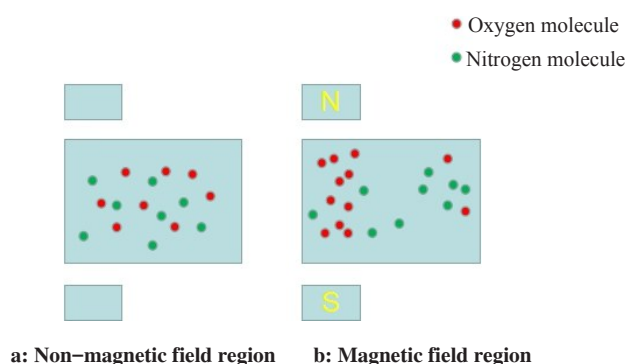 Oxygen molecule
Nitrogen molecule
N
S
a: Non−magnetic field region
b: Magnetic field region